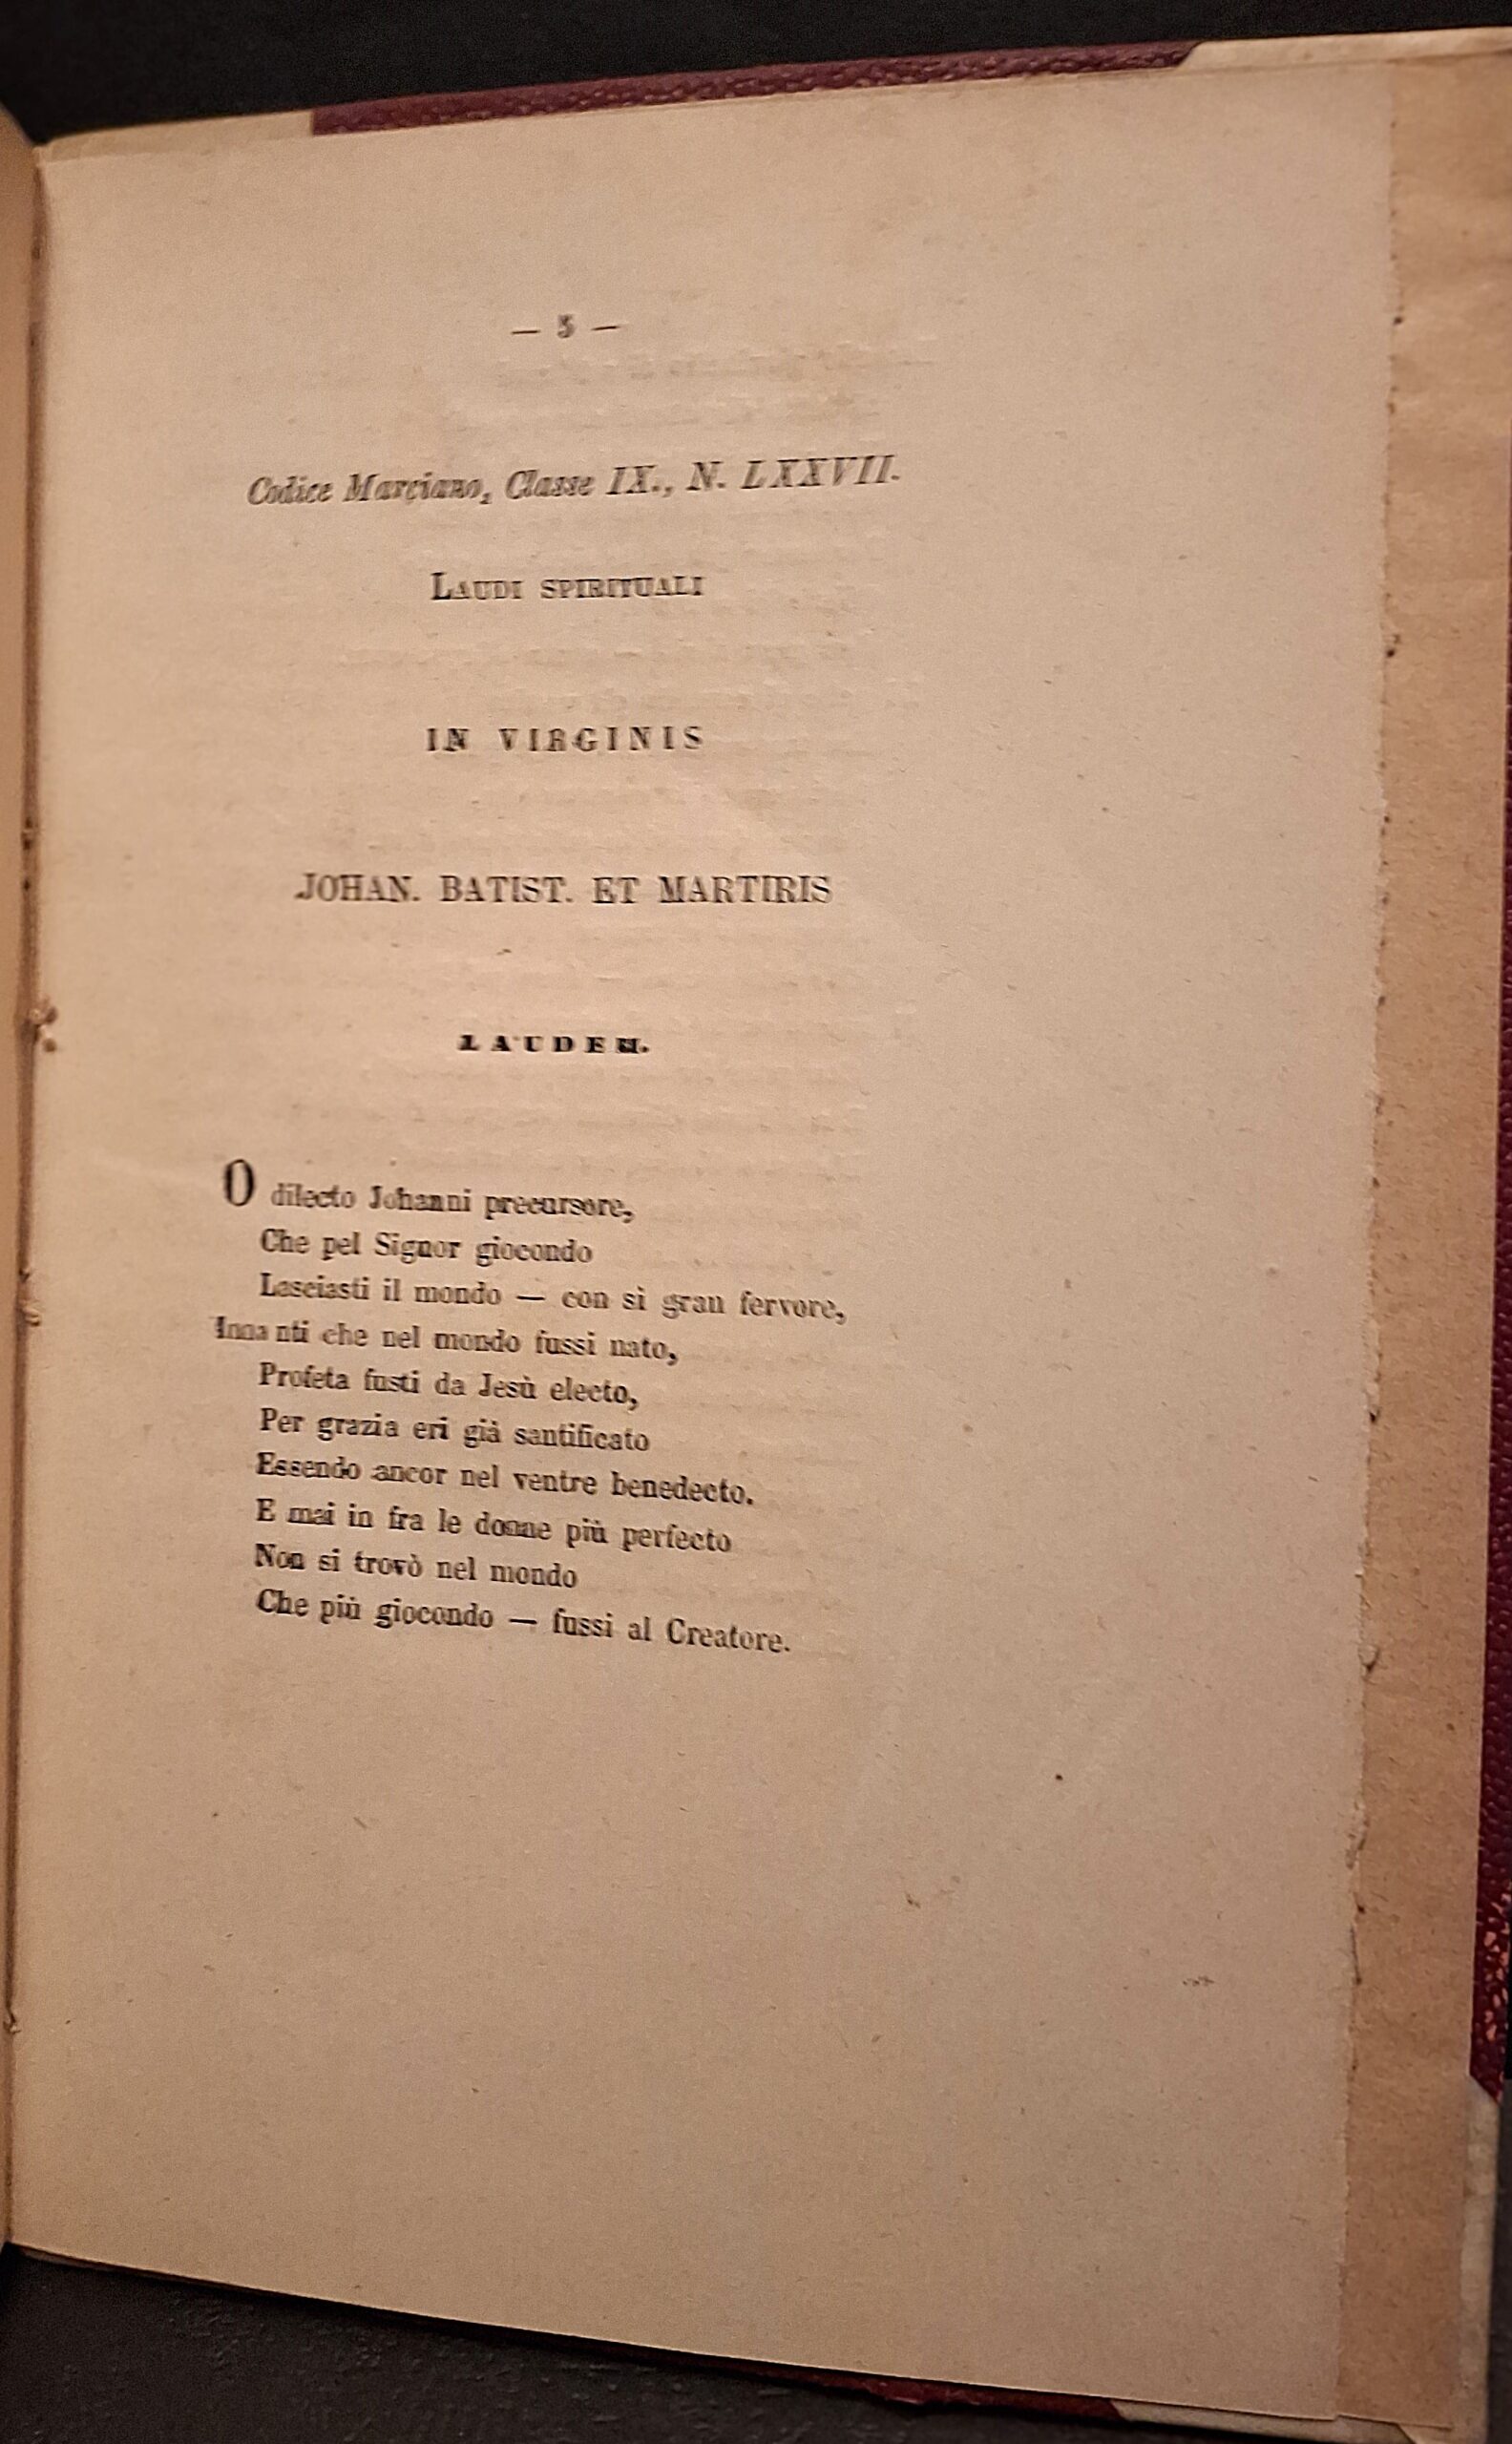 — 5 —
Codice Marciano, Classe IX., N. LXXVII.
LAUDI SPIRITUALI
IN VIRGINIS
JOHAN. BATIST. ET MARTIRIS
LAUDEM.
O dilecto Johanni precursore,
Che pel Signor giocondo
Lasciasti il mondo — con sì gran fervore,
Innanti che nel mondo fussi nato,
Profeta fusti da Jesù electo,
Per grazia eri già santificato
Essendo ancor nel ventre benedecto.
E mai in fra le donne più perfecto
Non si trovò nel mondo
Che più giocondo — fussi al Creatore.